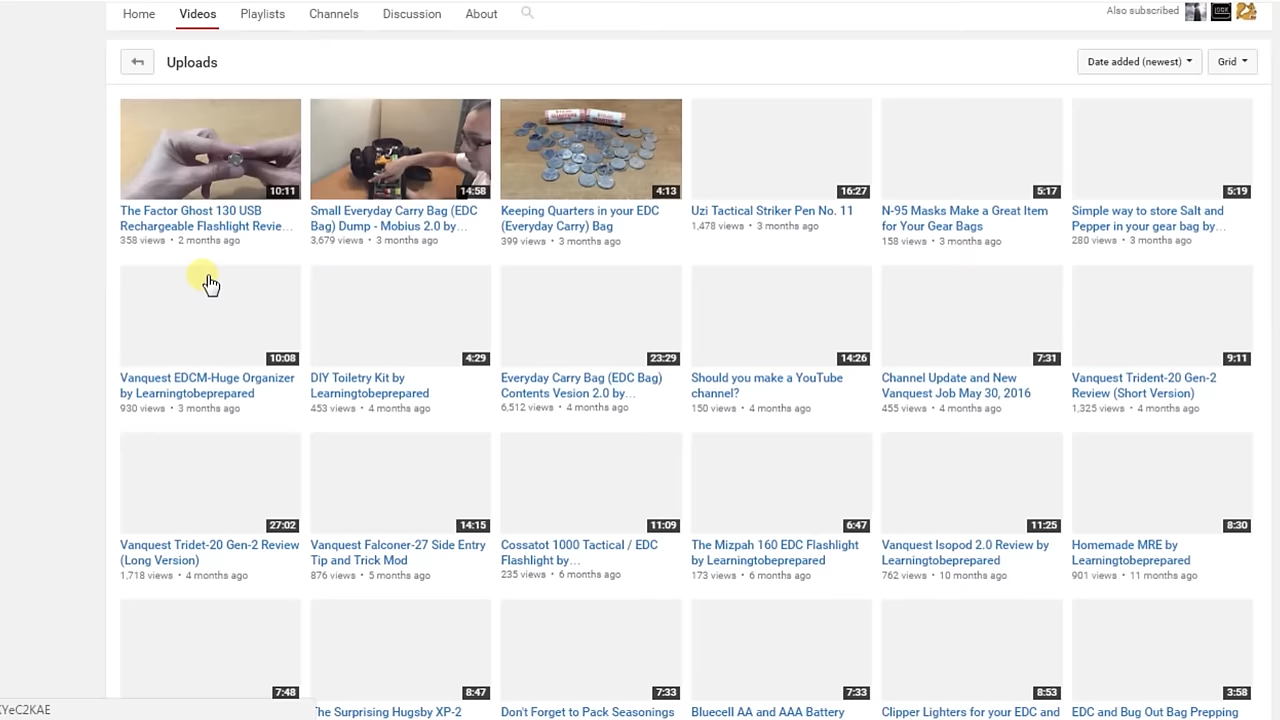 Home Videos Playlists Channels Discussion About
Also subscribed
Uploads
Date added (newest)
Grid
10:11
14:58
4:13
16:27
5:17
5:19
The Factor Ghost 130 USB
Rechargeable Flashlight Revie...
358 views • 2 months ago
Small Everyday Carry Bag (EDC
Bag) Dump - Mobius 2.0 by...
3,679 views • 3 months ago
Keeping Quarters in your EDC
(Everyday Carry) Bag
399 views • 3 months ago
Uzi Tactical Striker Pen No. 11
1,478 views • 3 months ago
N-95 Masks Make a Great Item
for Your Gear Bags
158 views • 3 months ago
Simple way to store Salt and
Pepper in your gear bag by...
280 views • 3 months ago
10:08
4:29
23:29
14:26
7:31
9:11
Vanquest EDCM-Huge Organizer
by Learningtobeprepared
930 views • 3 months ago
DIY Toiletry Kit by
Learningtobeprepared
453 views • 4 months ago
Everyday Carry Bag (EDC Bag)
Contents Vesion 2.0 by...
6,512 views • 4 months ago
Should you make a YouTube
channel?
150 views • 4 months ago
Channel Update and New
Vanquest Job May 30, 2016
455 views • 4 months ago
Vanquest Trident-20 Gen-2
Review (Short Version)
1,325 views • 4 months ago
27:02
14:15
11:09
6:47
11:25
8:30
Vanquest Tridet-20 Gen-2 Review
(Long Version)
1,718 views • 4 months ago
Vanquest Falconer-27 Side Entry
Tip and Trick Mod
876 views • 5 months ago
Cossatot 1000 Tactical / EDC
Flashlight by...
235 views • 6 months ago
The Mizpah 160 EDC Flashlight
by Learningtobeprepared
173 views • 6 months ago
Vanquest Isopod 2.0 Review by
Learningtobeprepared
762 views • 10 months ago
Homemade MRE by
Learningtobeprepared
901 views • 11 months ago
7:48
8:47
7:33
7:33
8:53
3:58
YeC2KAE
The Surprising Hugsby XP-2
Don't Forget to Pack Seasonings
Bluecell AA and AAA Battery
Clipper Lighters for your EDC and
EDC and Bug Out Bag Prepping